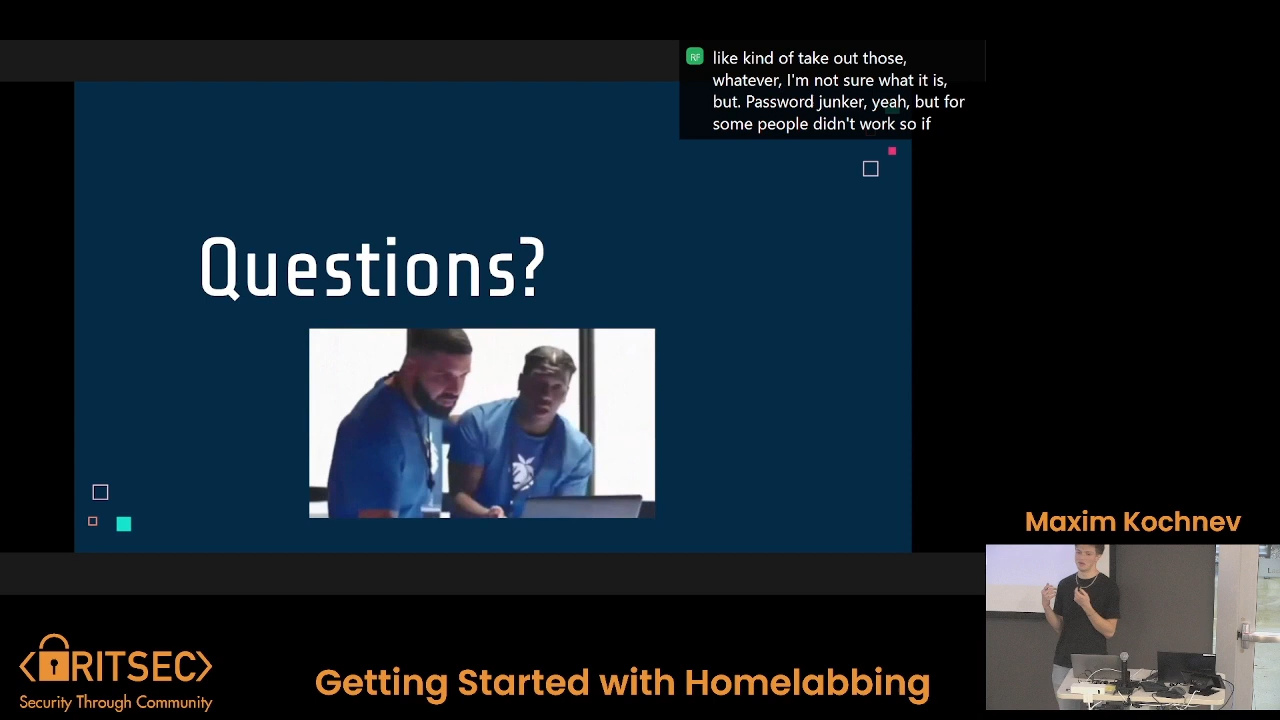 RF
like kind of take out those,
whatever, I'm not sure what it is,
but. Password junker, yeah, but for
some people didn't work so if
Questions?
Maxim Kochnev
<RITSEC>
Security Through Community
Getting Started with Homelabbing